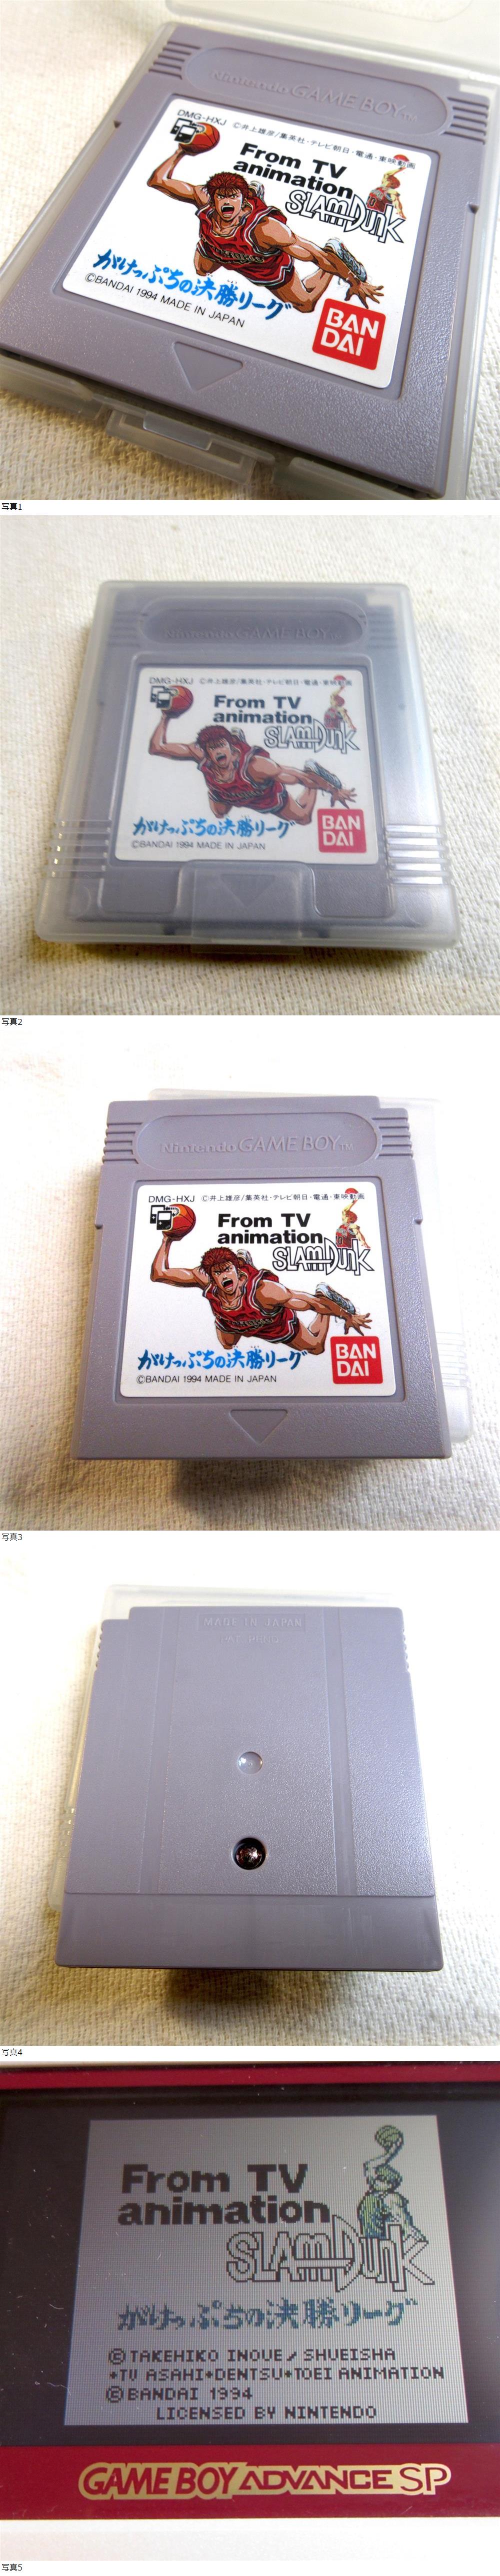 Nintendo GAME BOY TM
DMG-HXJ ©井上雄彦/集英社・テレビ朝日・電通・東映動画
From TV
animation
SLAM DUNK
がけっぷちの決勝リーグ
©BANDAI 1994 MADE IN JAPAN
BAN
DAI
写真1
Nintendo GAME BOY TM
DMG-HXJ ©井上雄彦/集英社・テレビ朝日・電通・東映動画
From TV
animation
SLAM DUNK
がけっぷちの決勝リーグ
©BANDAI 1994 MADE IN JAPAN
BAN
DAI
写真2
Nintendo GAME BOY TM
DMG-HXJ ©井上雄彦/集英社・テレビ朝日・電通・東映動画
From TV
animation
SLAM DUNK
がけっぷちの決勝リーグ
©BANDAI 1994 MADE IN JAPAN
BAN
DAI
写真3
MADE IN JAPAN
PAT. PEND.
写真4
From TV
animation
SLAM DUNK
がけっぷちの決勝リーグ
©TAKEHIKO INOUE/SHUEISHA
*TV ASAHI*DENTSU*TOEI ANIMATION
©BANDAI 1994
LICENSED BY NINTENDO
GAME BOY ADVANCE SP
写真5